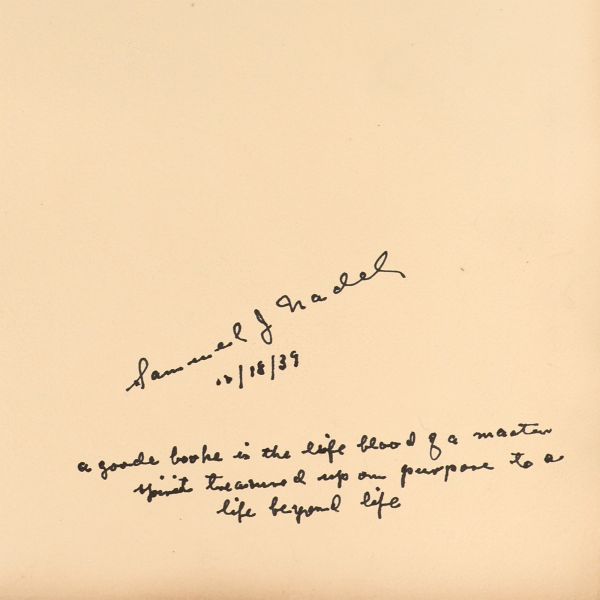 Samuel J Nadel
10/18/39
a goode booke is the life blood of a master
spirit treasured up on purpose to a
life beyond life